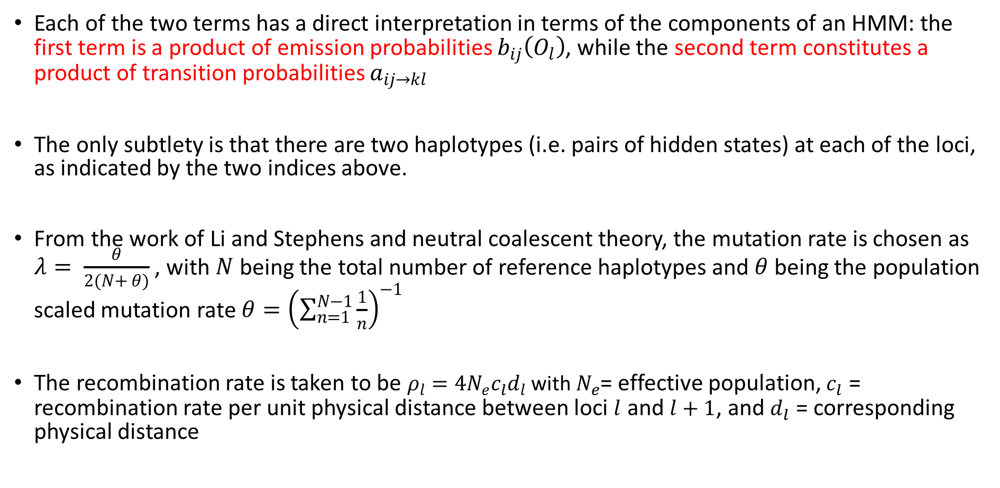 • Each of the two terms has a direct interpretation in terms of the components of an HMM: the
first term is a product of emission probabilities $b_{ij}(O_l)$, while the second term constitutes a
product of transition probabilities $a_{ij \to kl}$
• The only subtlety is that there are two haplotypes (i.e. pairs of hidden states) at each of the loci,
as indicated by the two indices above.
• From the work of Li and Stephens and neutral coalescent theory, the mutation rate is chosen as
$\lambda = \frac{\theta}{2(N+\theta)}$, with $N$ being the total number of reference haplotypes and $\theta$ being the population
scaled mutation rate $\theta = \left(\sum_{n=1}^{N-1} \frac{1}{n}\right)^{-1}$
• The recombination rate is taken to be $\rho_l = 4N_e c_l d_l$ with $N_e$= effective population, $c_l$ =
recombination rate per unit physical distance between loci $l$ and $l + 1$, and $d_l$ = corresponding
physical distance